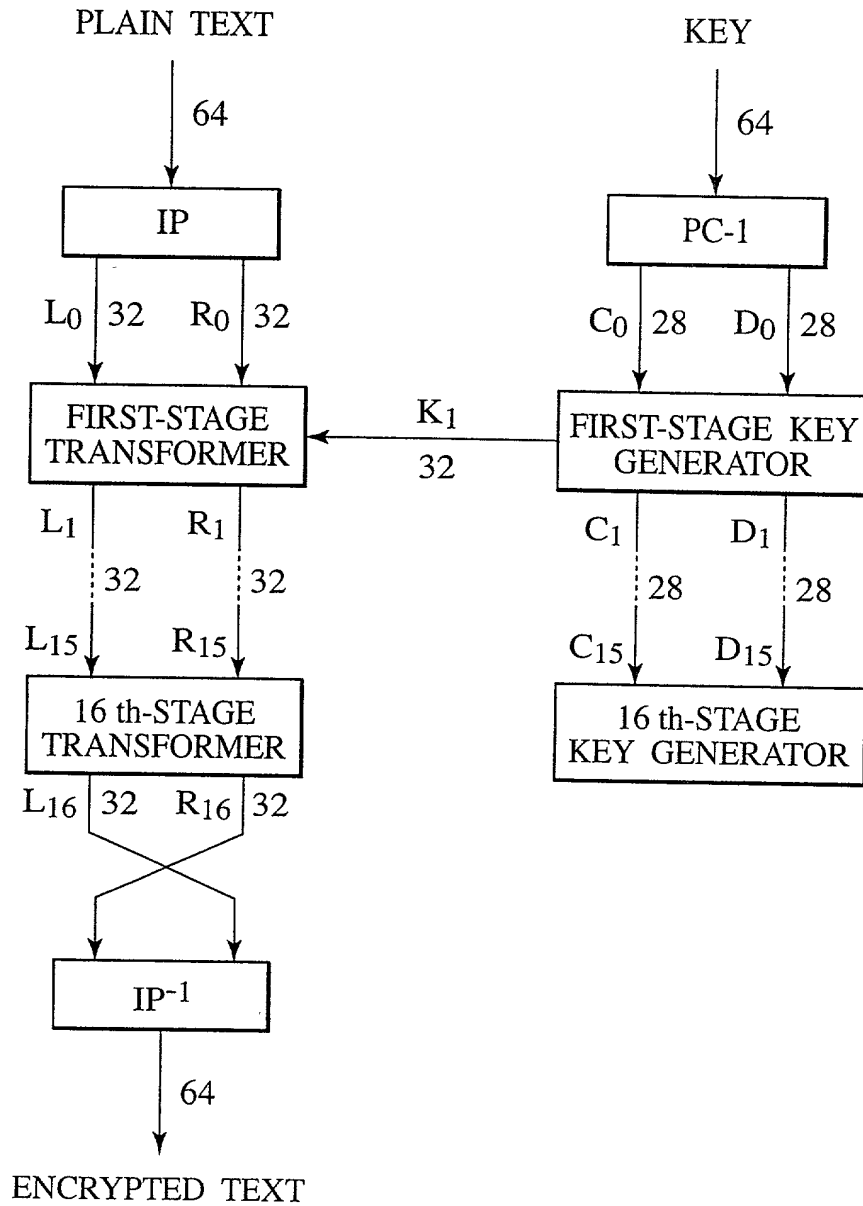 PLAIN TEXT
64
IP
L0 32 R0 32
FIRST-STAGE
TRANSFORMER
L1 R1
32 32
L15 R15
16 th-STAGE
TRANSFORMER
L16 32 R16 32
IP-1
64
ENCRYPTED TEXT
K1
32
KEY
64
PC-1
C0 28 D0 28
FIRST-STAGE KEY
GENERATOR
C1 D1
28 28
C15 D15
16 th-STAGE
KEY GENERATOR